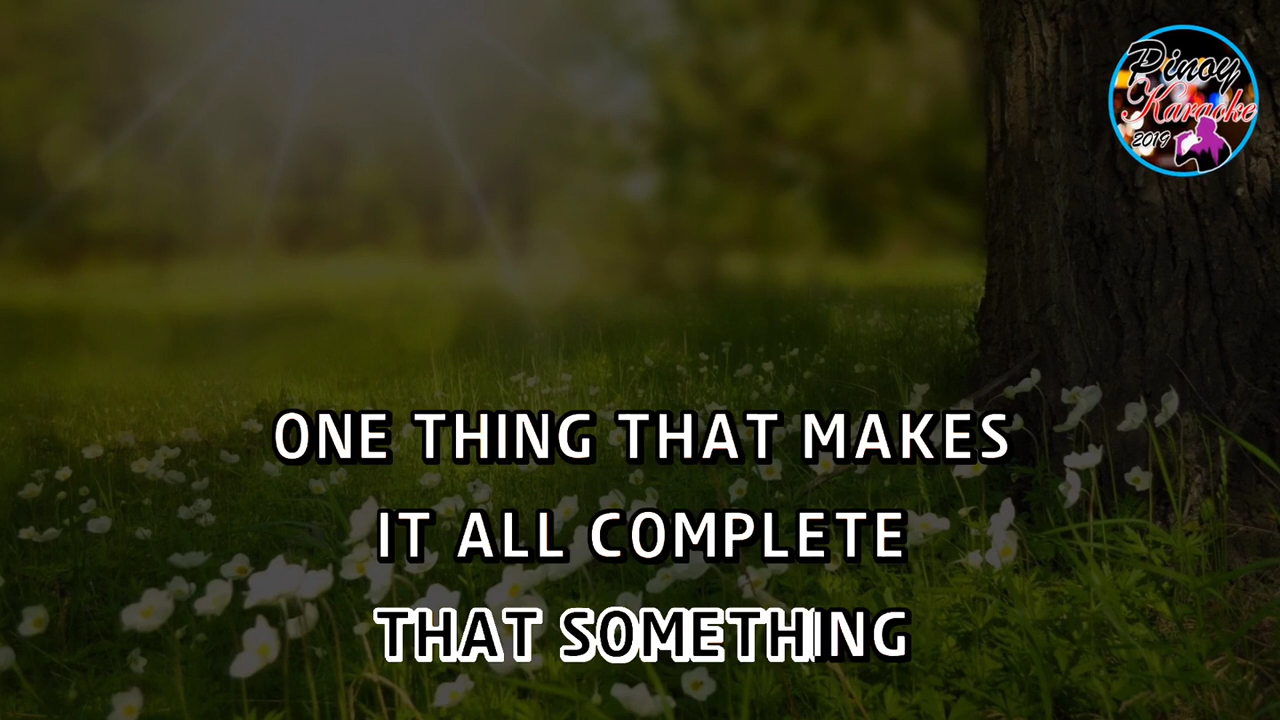 Pinoy
Karaoke
2019
ONE THING THAT MAKES
IT ALL COMPLETE
THAT SOMETHING